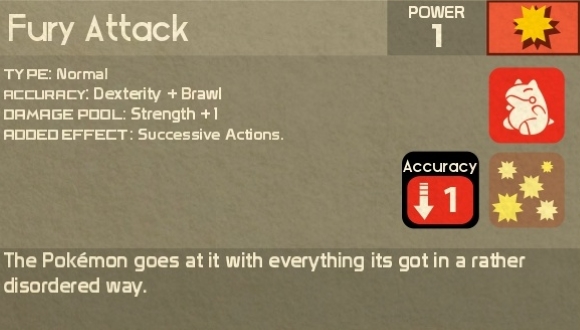 Fury Attack
POWER
1
TYPE: Normal
ACCURACY: Dexterity + Brawl
DAMAGE POOL: Strength +1
ADDED EFFECT: Successive Actions.
Accuracy
1
The Pokémon goes at it with everything its got in a rather
disordered way.